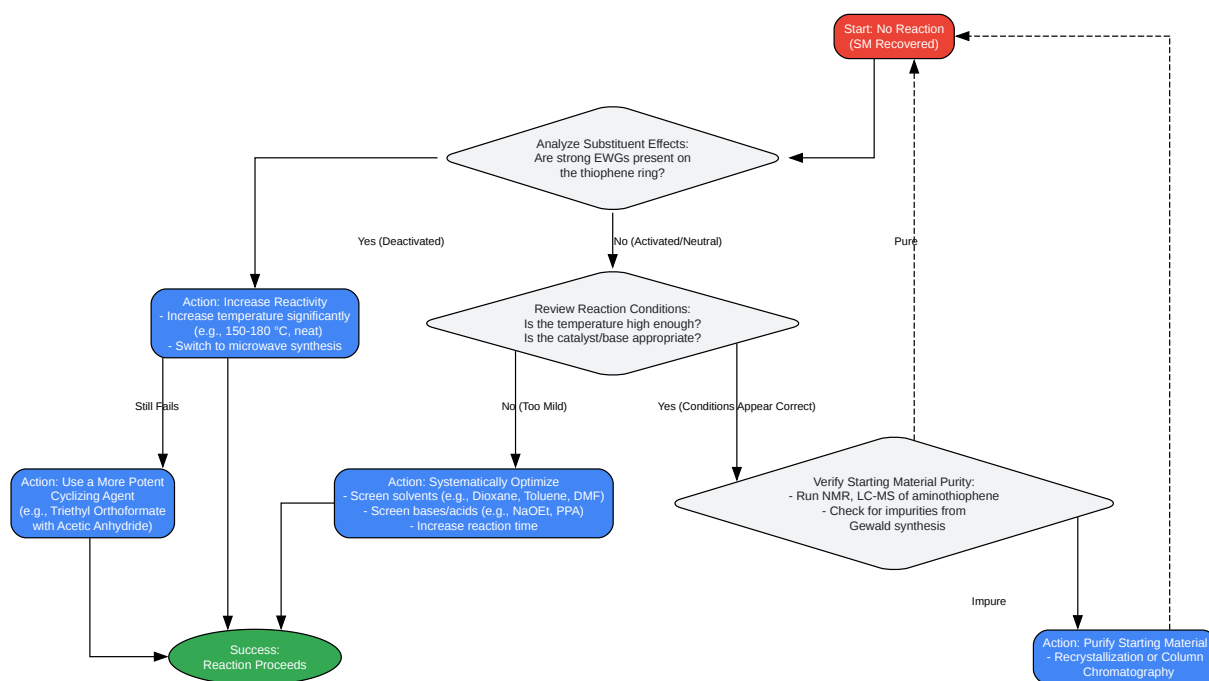 Start: No Reaction
(SM Recovered)
Analyze Substituent Effects:
Are strong EWGs present on
the thiophene ring?
Yes (Deactivated)
No (Activated/Neutral)
Pure
Action: Increase Reactivity
- Increase temperature significantly
(e.g., 150-180 °C, neat)
- Switch to microwave synthesis
Review Reaction Conditions:
Is the temperature high enough?
Is the catalyst/base appropriate?
Still Fails
No (Too Mild)
Yes (Conditions Appear Correct)
Action: Use a More Potent
Cyclizing Agent
(e.g., Triethyl Orthoformate
with Acetic Anhydride)
Action: Systematically Optimize
- Screen solvents (e.g., Dioxane, Toluene, DMF)
- Screen bases/acids (e.g., NaOEt, PPA)
- Increase reaction time
Verify Starting Material Purity:
- Run NMR, LC-MS of aminothiophene
- Check for impurities from
Gewald synthesis
Impure
Success:
Reaction Proceeds
Action: Purify Starting Material
- Recrystallization or Column
Chromatography